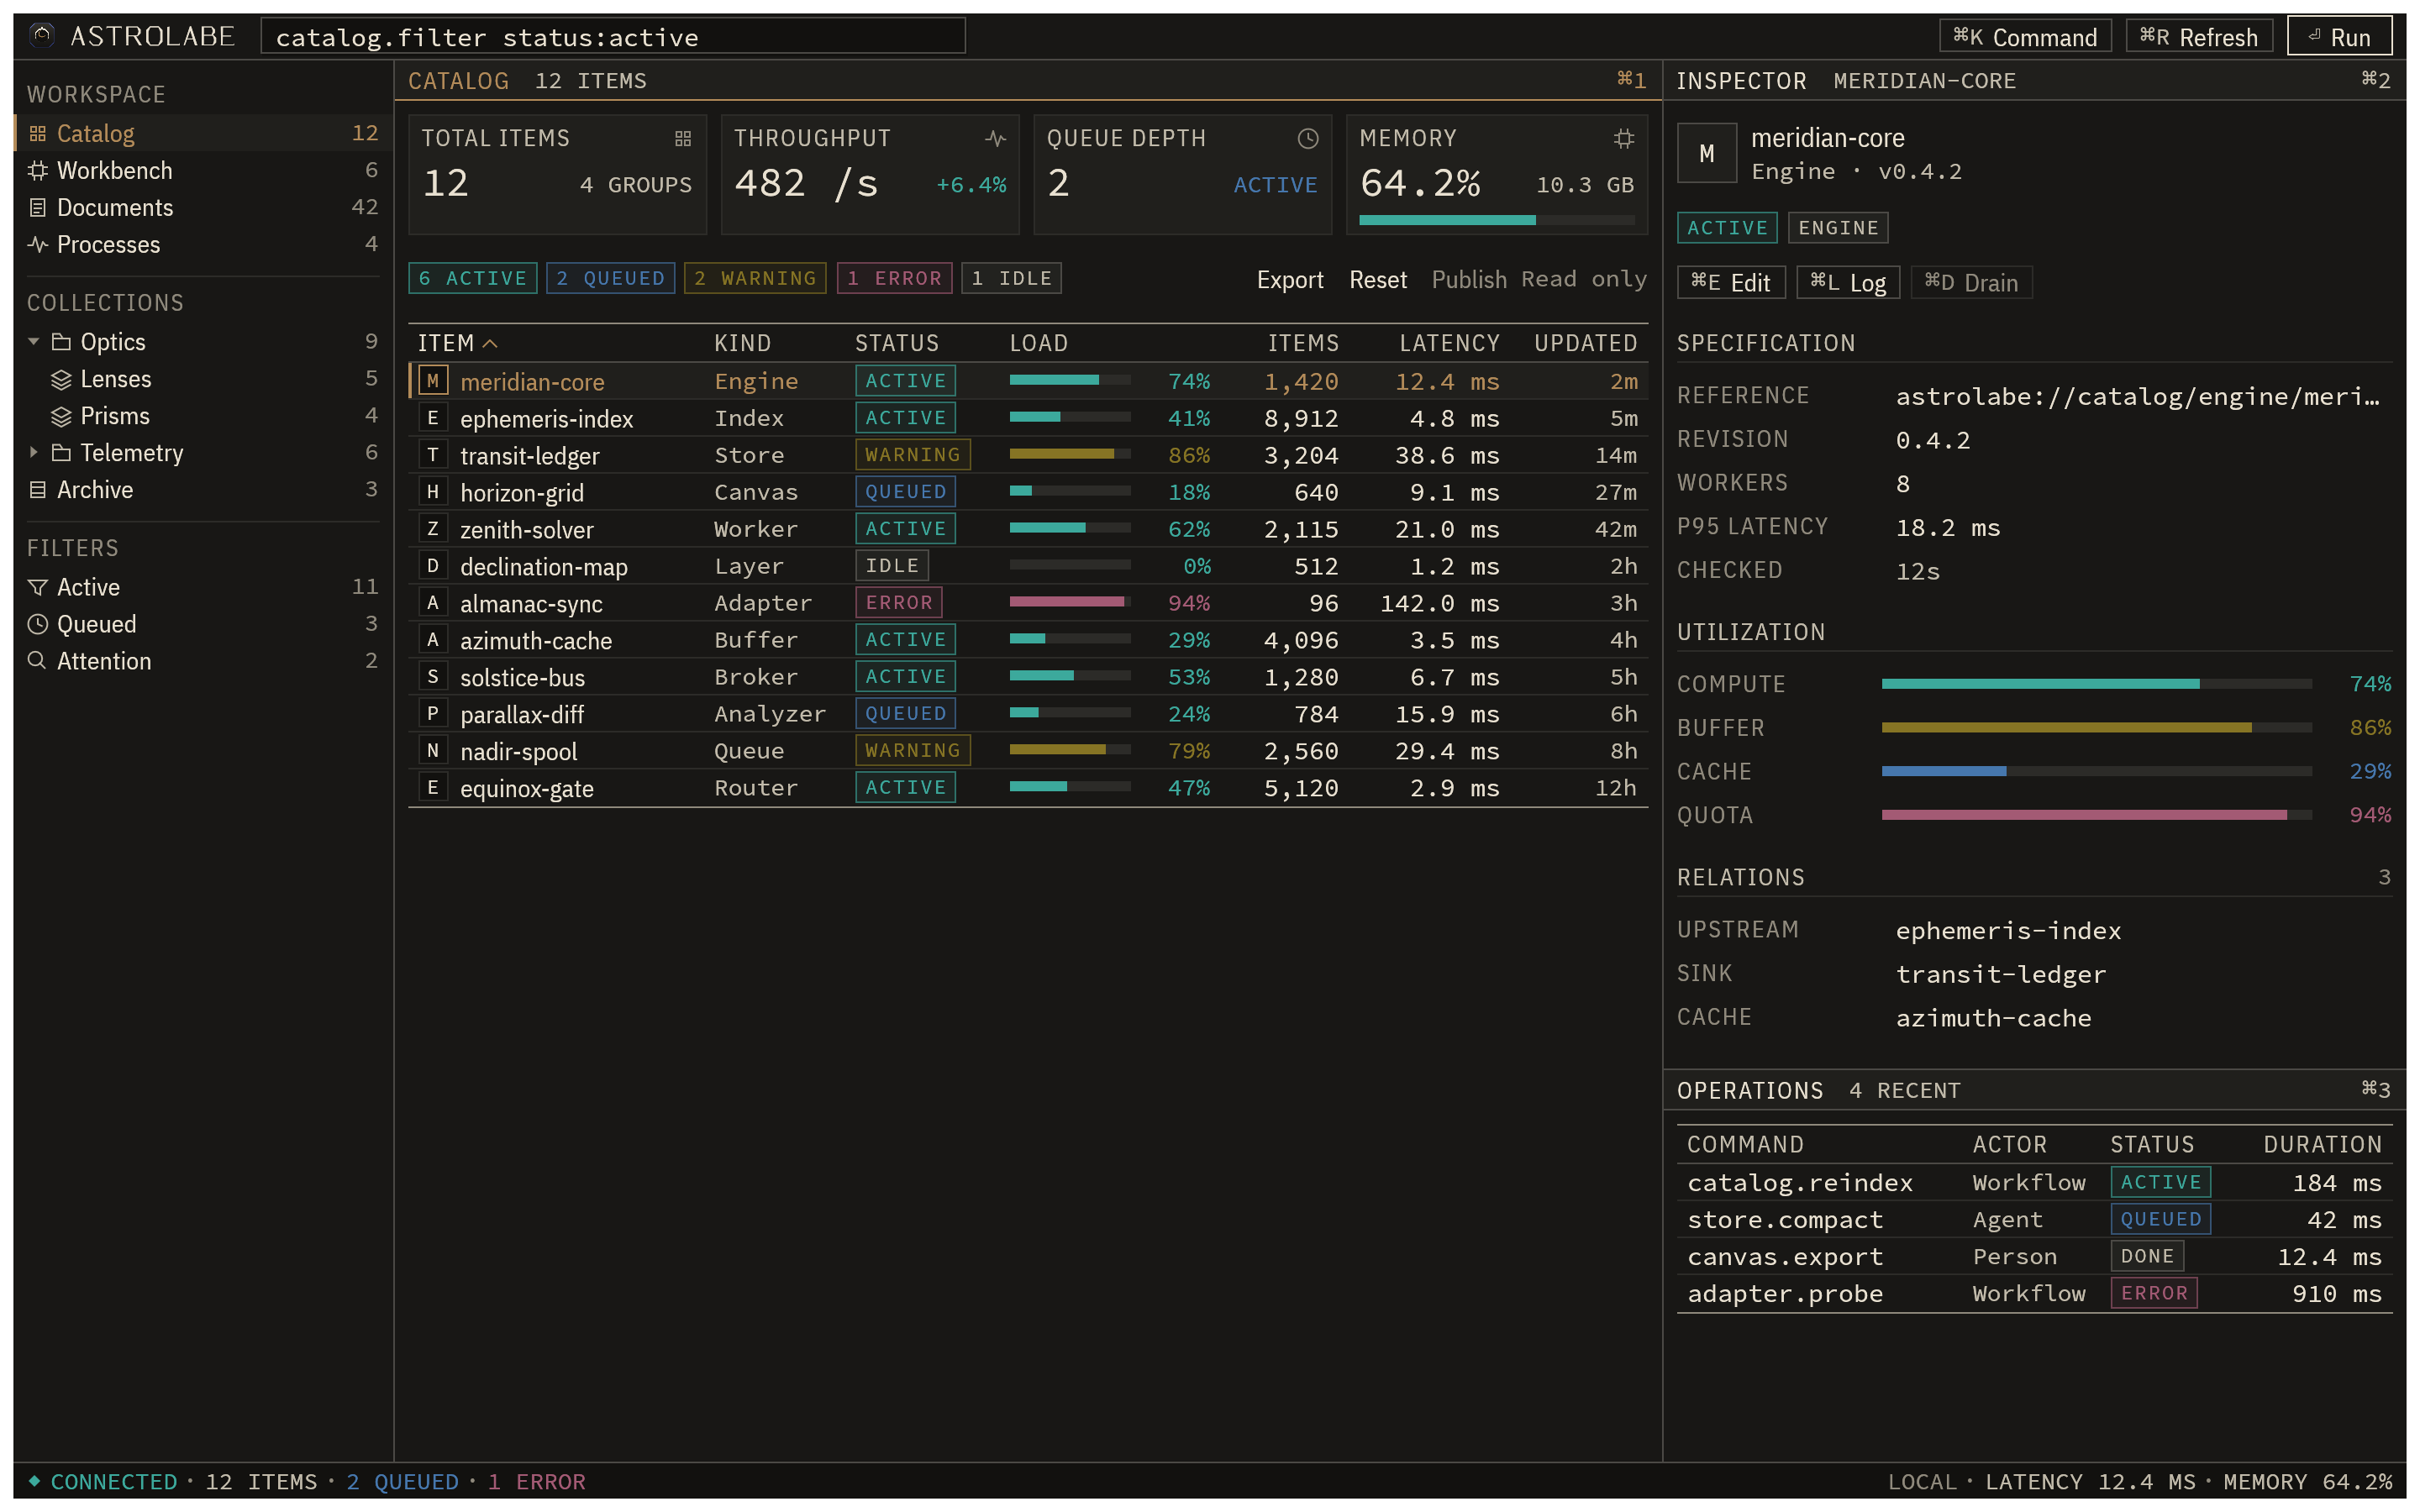 ASTROLABE
catalog.filter status:active
⌘K Command
⌘R Refresh
⏎ Run
WORKSPACE
Catalog 12
Workbench 6
Documents 42
Processes 4
COLLECTIONS
Optics 9
Lenses 5
Prisms 4
Telemetry 6
Archive 3
FILTERS
Active 11
Queued 3
Attention 2
CATALOG 12 ITEMS ⌘1
TOTAL ITEMS
12 4 GROUPS
THROUGHPUT
482 /s +6.4%
QUEUE DEPTH
2 ACTIVE
MEMORY
64.2% 10.3 GB
6 ACTIVE 2 QUEUED 2 WARNING 1 ERROR 1 IDLE
Export Reset Publish Read only
ITEM KIND STATUS LOAD ITEMS LATENCY UPDATED
M meridian-core Engine ACTIVE 74% 1,420 12.4 ms 2m
E ephemeris-index Index ACTIVE 41% 8,912 4.8 ms 5m
T transit-ledger Store WARNING 86% 3,204 38.6 ms 14m
H horizon-grid Canvas QUEUED 18% 640 9.1 ms 27m
Z zenith-solver Worker ACTIVE 62% 2,115 21.0 ms 42m
D declination-map Layer IDLE 0% 512 1.2 ms 2h
A almanac-sync Adapter ERROR 94% 96 142.0 ms 3h
A azimuth-cache Buffer ACTIVE 29% 4,096 3.5 ms 4h
S solstice-bus Broker ACTIVE 53% 1,280 6.7 ms 5h
P parallax-diff Analyzer QUEUED 24% 784 15.9 ms 6h
N nadir-spool Queue WARNING 79% 2,560 29.4 ms 8h
E equinox-gate Router ACTIVE 47% 5,120 2.9 ms 12h
INSPECTOR MERIDIAN-CORE ⌘2
M
meridian-core
Engine · v0.4.2
ACTIVE ENGINE
⌘E Edit ⌘L Log ⌘D Drain
SPECIFICATION
REFERENCE astrolabe://catalog/engine/meri…
REVISION 0.4.2
WORKERS 8
P95 LATENCY 18.2 ms
CHECKED 12s
UTILIZATION
COMPUTE 74%
BUFFER 86%
CACHE 29%
QUOTA 94%
RELATIONS 3
UPSTREAM ephemeris-index
SINK transit-ledger
CACHE azimuth-cache
OPERATIONS 4 RECENT ⌘3
COMMAND ACTOR STATUS DURATION
catalog.reindex Workflow ACTIVE 184 ms
store.compact Agent QUEUED 42 ms
canvas.export Person DONE 12.4 ms
adapter.probe Workflow ERROR 910 ms
CONNECTED · 12 ITEMS · 2 QUEUED · 1 ERROR
LOCAL · LATENCY 12.4 MS · MEMORY 64.2%